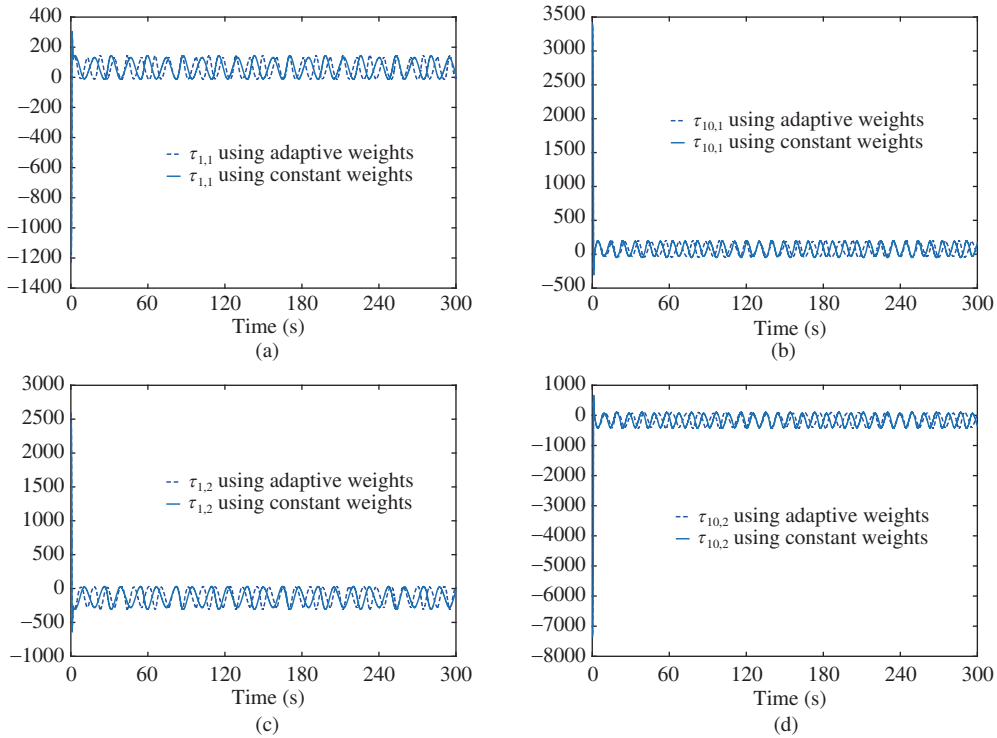 400
200
0
−200
−400
−600
−800
−1000
−1200
−1400
τ1,1 using adaptive weights
τ1,1 using constant weights
0 60 120 180 240 300
Time (s)
(a)
3500
3000
2500
2000
1500
1000
500
0
−500
τ10,1 using adaptive weights
τ10,1 using constant weights
0 60 120 180 240 300
Time (s)
(b)
3000
2500
2000
1500
1000
500
0
−500
−1000
τ1,2 using adaptive weights
τ1,2 using constant weights
0 60 120 180 240 300
Time (s)
(c)
1000
0
−1000
−2000
−3000
−4000
−5000
−6000
−7000
−8000
τ10,2 using adaptive weights
τ10,2 using constant weights
0 60 120 180 240 300
Time (s)
(d)